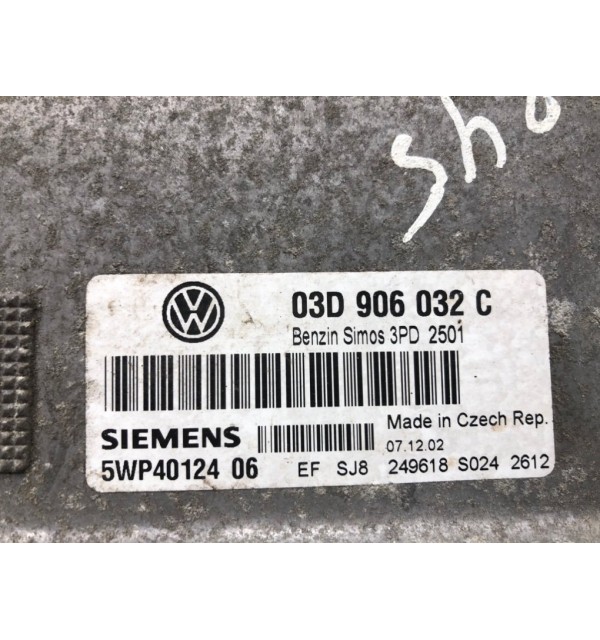 03D 906 032 C
Benzin Simos 3PD 2501
Made in Czech Rep.
SIEMENS
07.12.02
5WP40124 06 EF SJ8 249618 S024 2612